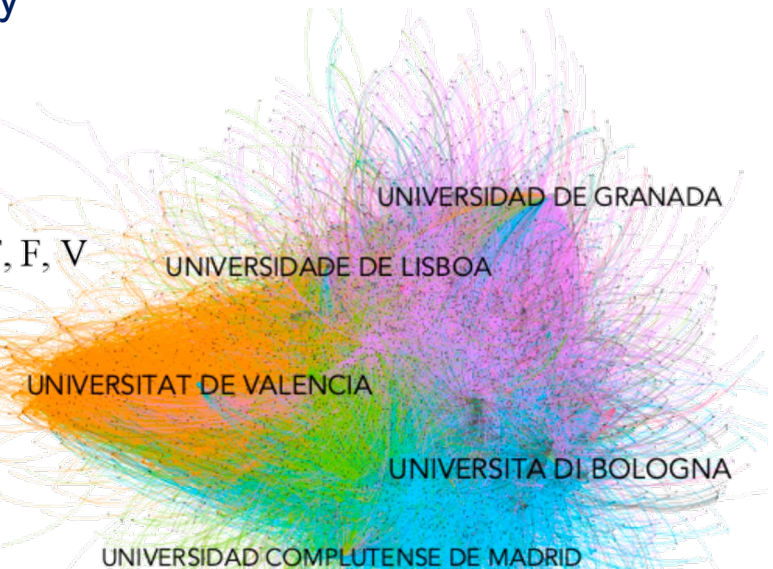 y
UNIVERSIDAD DE GRANADA
, F, V
UNIVERSIDADE DE LISBOA
UNIVERSITAT DE VALENCIA
UNIVERSITA DI BOLOGNA
UNIVERSIDAD COMPLUTENSE DE MADRID